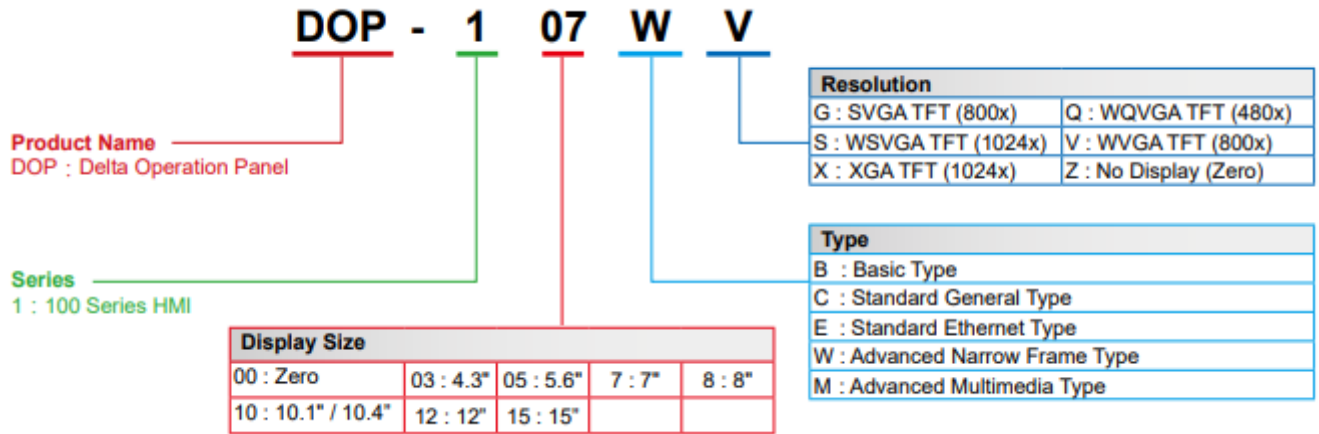 DOP - 1 07 W V
Product Name
DOP : Delta Operation Panel
Series
1 : 100 Series HMI
Display Size
00 : Zero 03 : 4.3" 05 : 5.6" 7 : 7" 8 : 8"
10 : 10.1" / 10.4" 12 : 12" 15 : 15"
Resolution
G : SVGA TFT (800x) Q : WQVGA TFT (480x)
S : WSVGA TFT (1024x) V : WVGA TFT (800x)
X : XGA TFT (1024x) Z : No Display (Zero)
Type
B : Basic Type
C : Standard General Type
E : Standard Ethernet Type
W : Advanced Narrow Frame Type
M : Advanced Multimedia Type